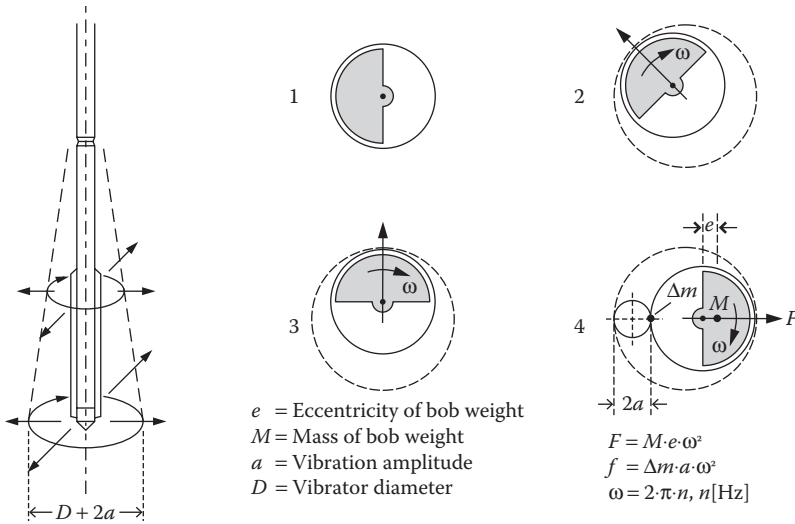 1
2
ω
ω
3
e
Δm
M
F
4
ω
2a
D + 2a
e = Eccentricity of bob weight
M = Mass of bob weight
a = Vibration amplitude
D = Vibrator diameter
F = M·e·ω²
f = Δm·a·ω²
ω = 2·π·n, n[Hz]